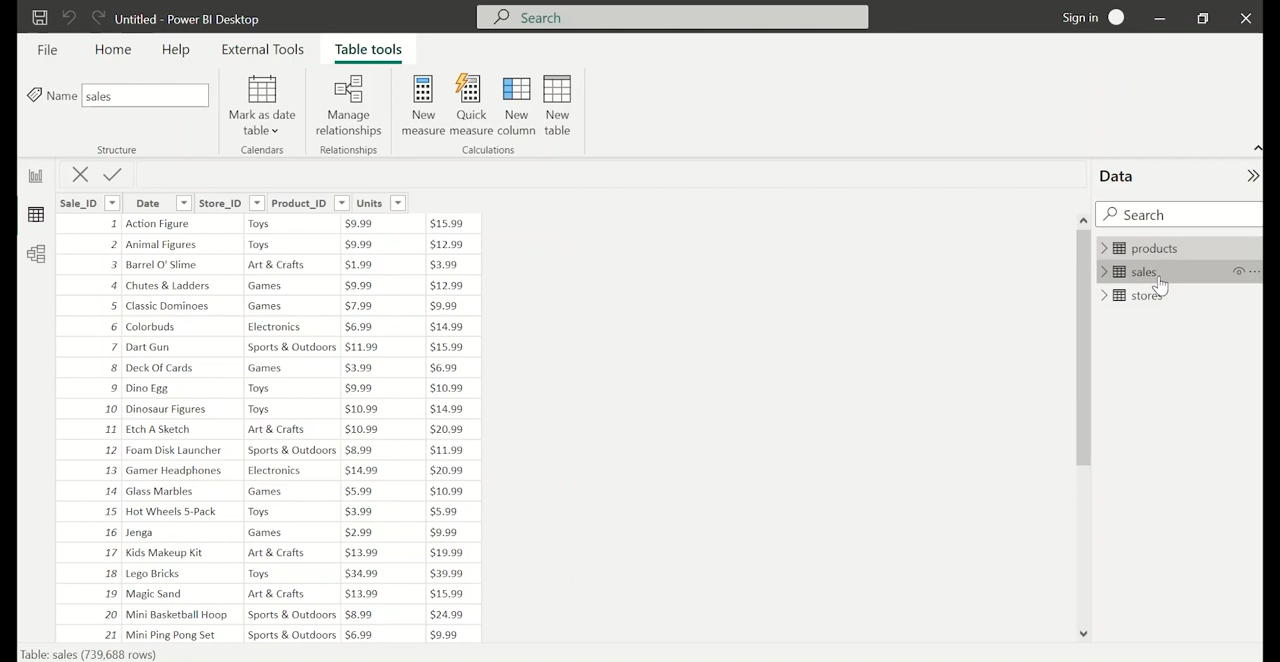 Untitled - Power BI Desktop
Search
Sign in
File Home Help External Tools Table tools
Name sales
Mark as date table
Manage relationships
New measure
Quick measure
New column
New table
Structure Calendars Relationships Calculations
Data
Search
products
sales
stores
Sale_ID Date Store_ID Product_ID Units
1 Action Figure Toys $9.99 $15.99
2 Animal Figures Toys $9.99 $12.99
3 Barrel O' Slime Art & Crafts $1.99 $3.99
4 Chutes & Ladders Games $9.99 $12.99
5 Classic Dominoes Games $7.99 $9.99
6 Colorbuds Electronics $6.99 $14.99
7 Dart Gun Sports & Outdoors $11.99 $15.99
8 Deck Of Cards Games $3.99 $6.99
9 Dino Egg Toys $9.99 $10.99
10 Dinosaur Figures Toys $10.99 $14.99
11 Etch A Sketch Art & Crafts $10.99 $20.99
12 Foam Disk Launcher Sports & Outdoors $8.99 $11.99
13 Gamer Headphones Electronics $14.99 $20.99
14 Glass Marbles Games $5.99 $10.99
15 Hot Wheels 5-Pack Toys $3.99 $5.99
16 Jenga Games $2.99 $9.99
17 Kids Makeup Kit Art & Crafts $13.99 $19.99
18 Lego Bricks Toys $34.99 $39.99
19 Magic Sand Art & Crafts $13.99 $15.99
20 Mini Basketball Hoop Sports & Outdoors $8.99 $24.99
21 Mini Ping Pong Set Sports & Outdoors $6.99 $9.99
Table: sales (739,688 rows)